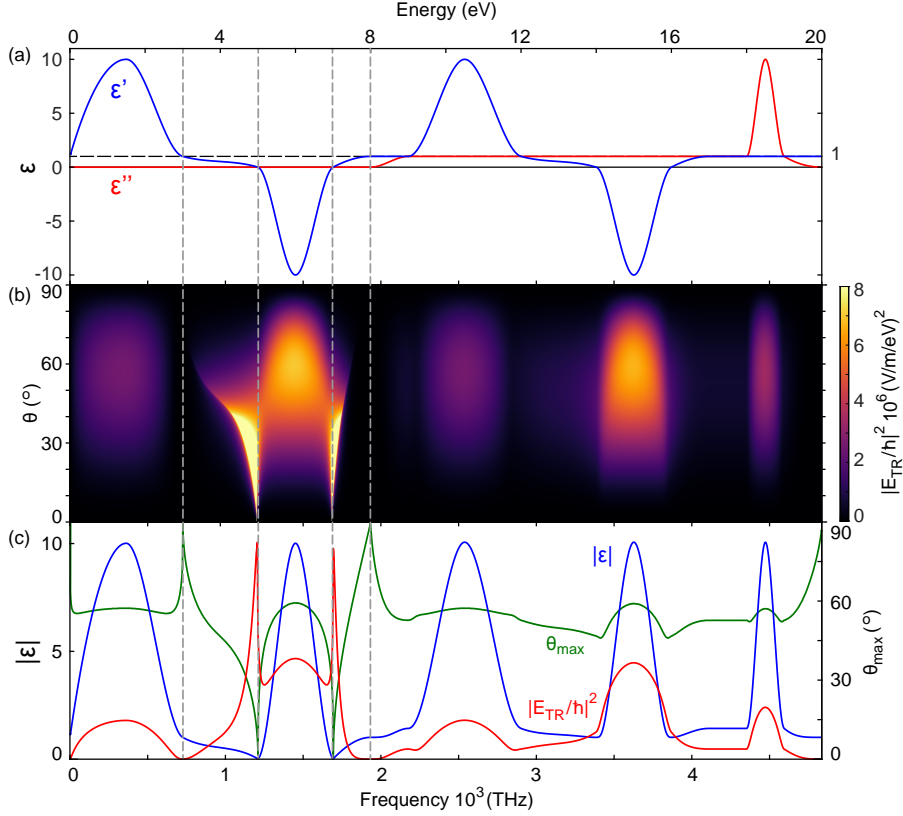 Energy (eV)
0 4 8 12 16 20
(a)
10
5
0
-5
-10
ε
ε’
ε’’
1
(b)
90
60
30
0
θ (°)
8
6
4
2
0
|E_TR/ħ|² 10⁶ (V/m/eV)²
(c)
10
5
0
|ε|
|ε|
θmax
|E_TR/ħ|²
90
60
30
0
θmax (°)
0 1 2 3 4
Frequency 10³ (THz)